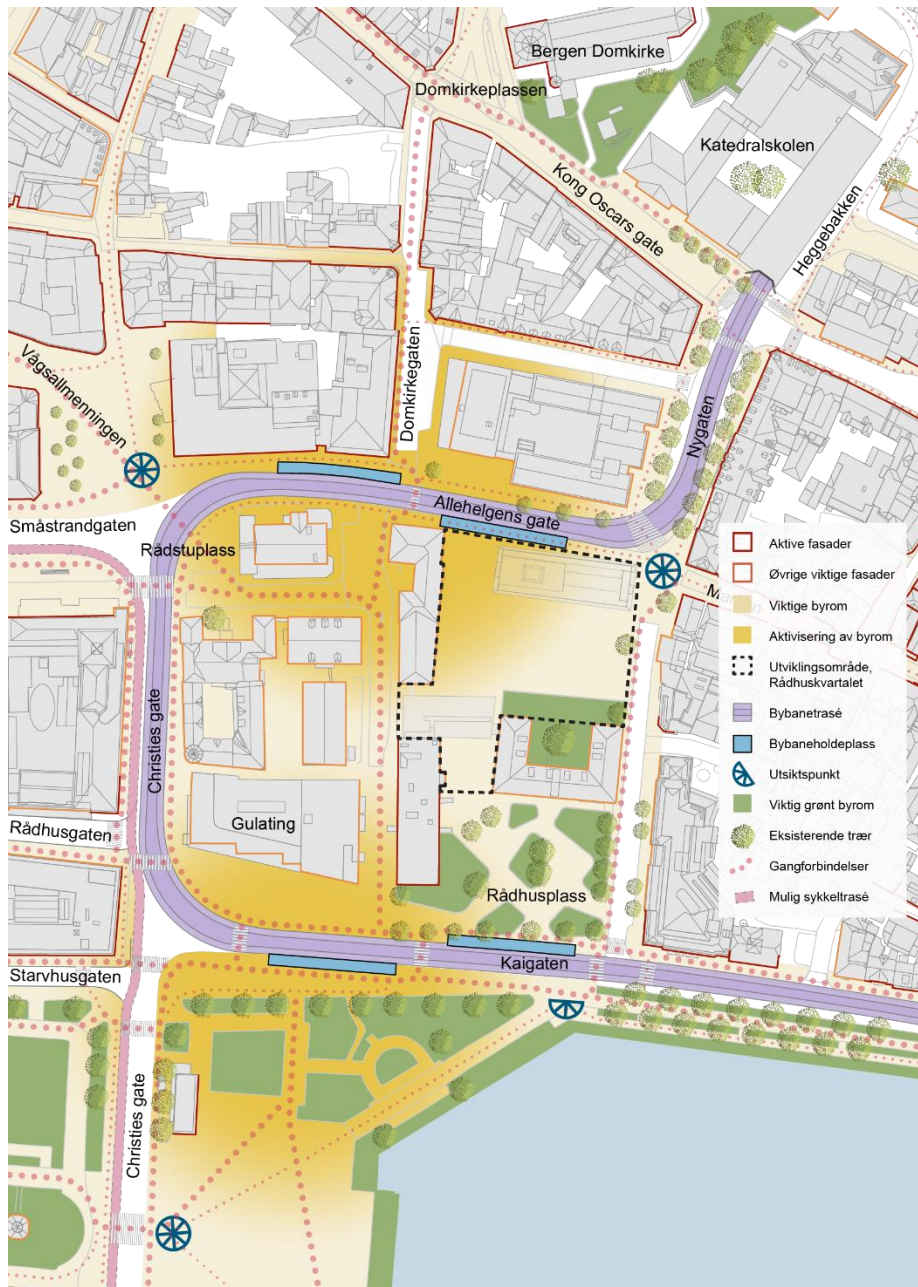 Bergen Domkirke
Domkirkeplassen
Katedralskolen
Kong Oscars gate
Heggebakken
Vågsallmenningen
Domkirkegaten
Nygaten
Småstrandgaten
Allehelgens gate
Rådstuplass
Christies gate
Rådhusgaten
Gulating
Rådhusplass
Starvhusgaten
Kaigaten
Christies gate
Aktive fasader
Øvrige viktige fasader
Viktige byrom
Aktivisering av byrom
Utviklingsområde,
Rådhuskvartalet
Bybanetrasé
Bybaneholdeplass
Utsiktspunkt
Viktig grønt byrom
Eksisterende trær
Gangforbindelser
Mulig sykkeltrasé